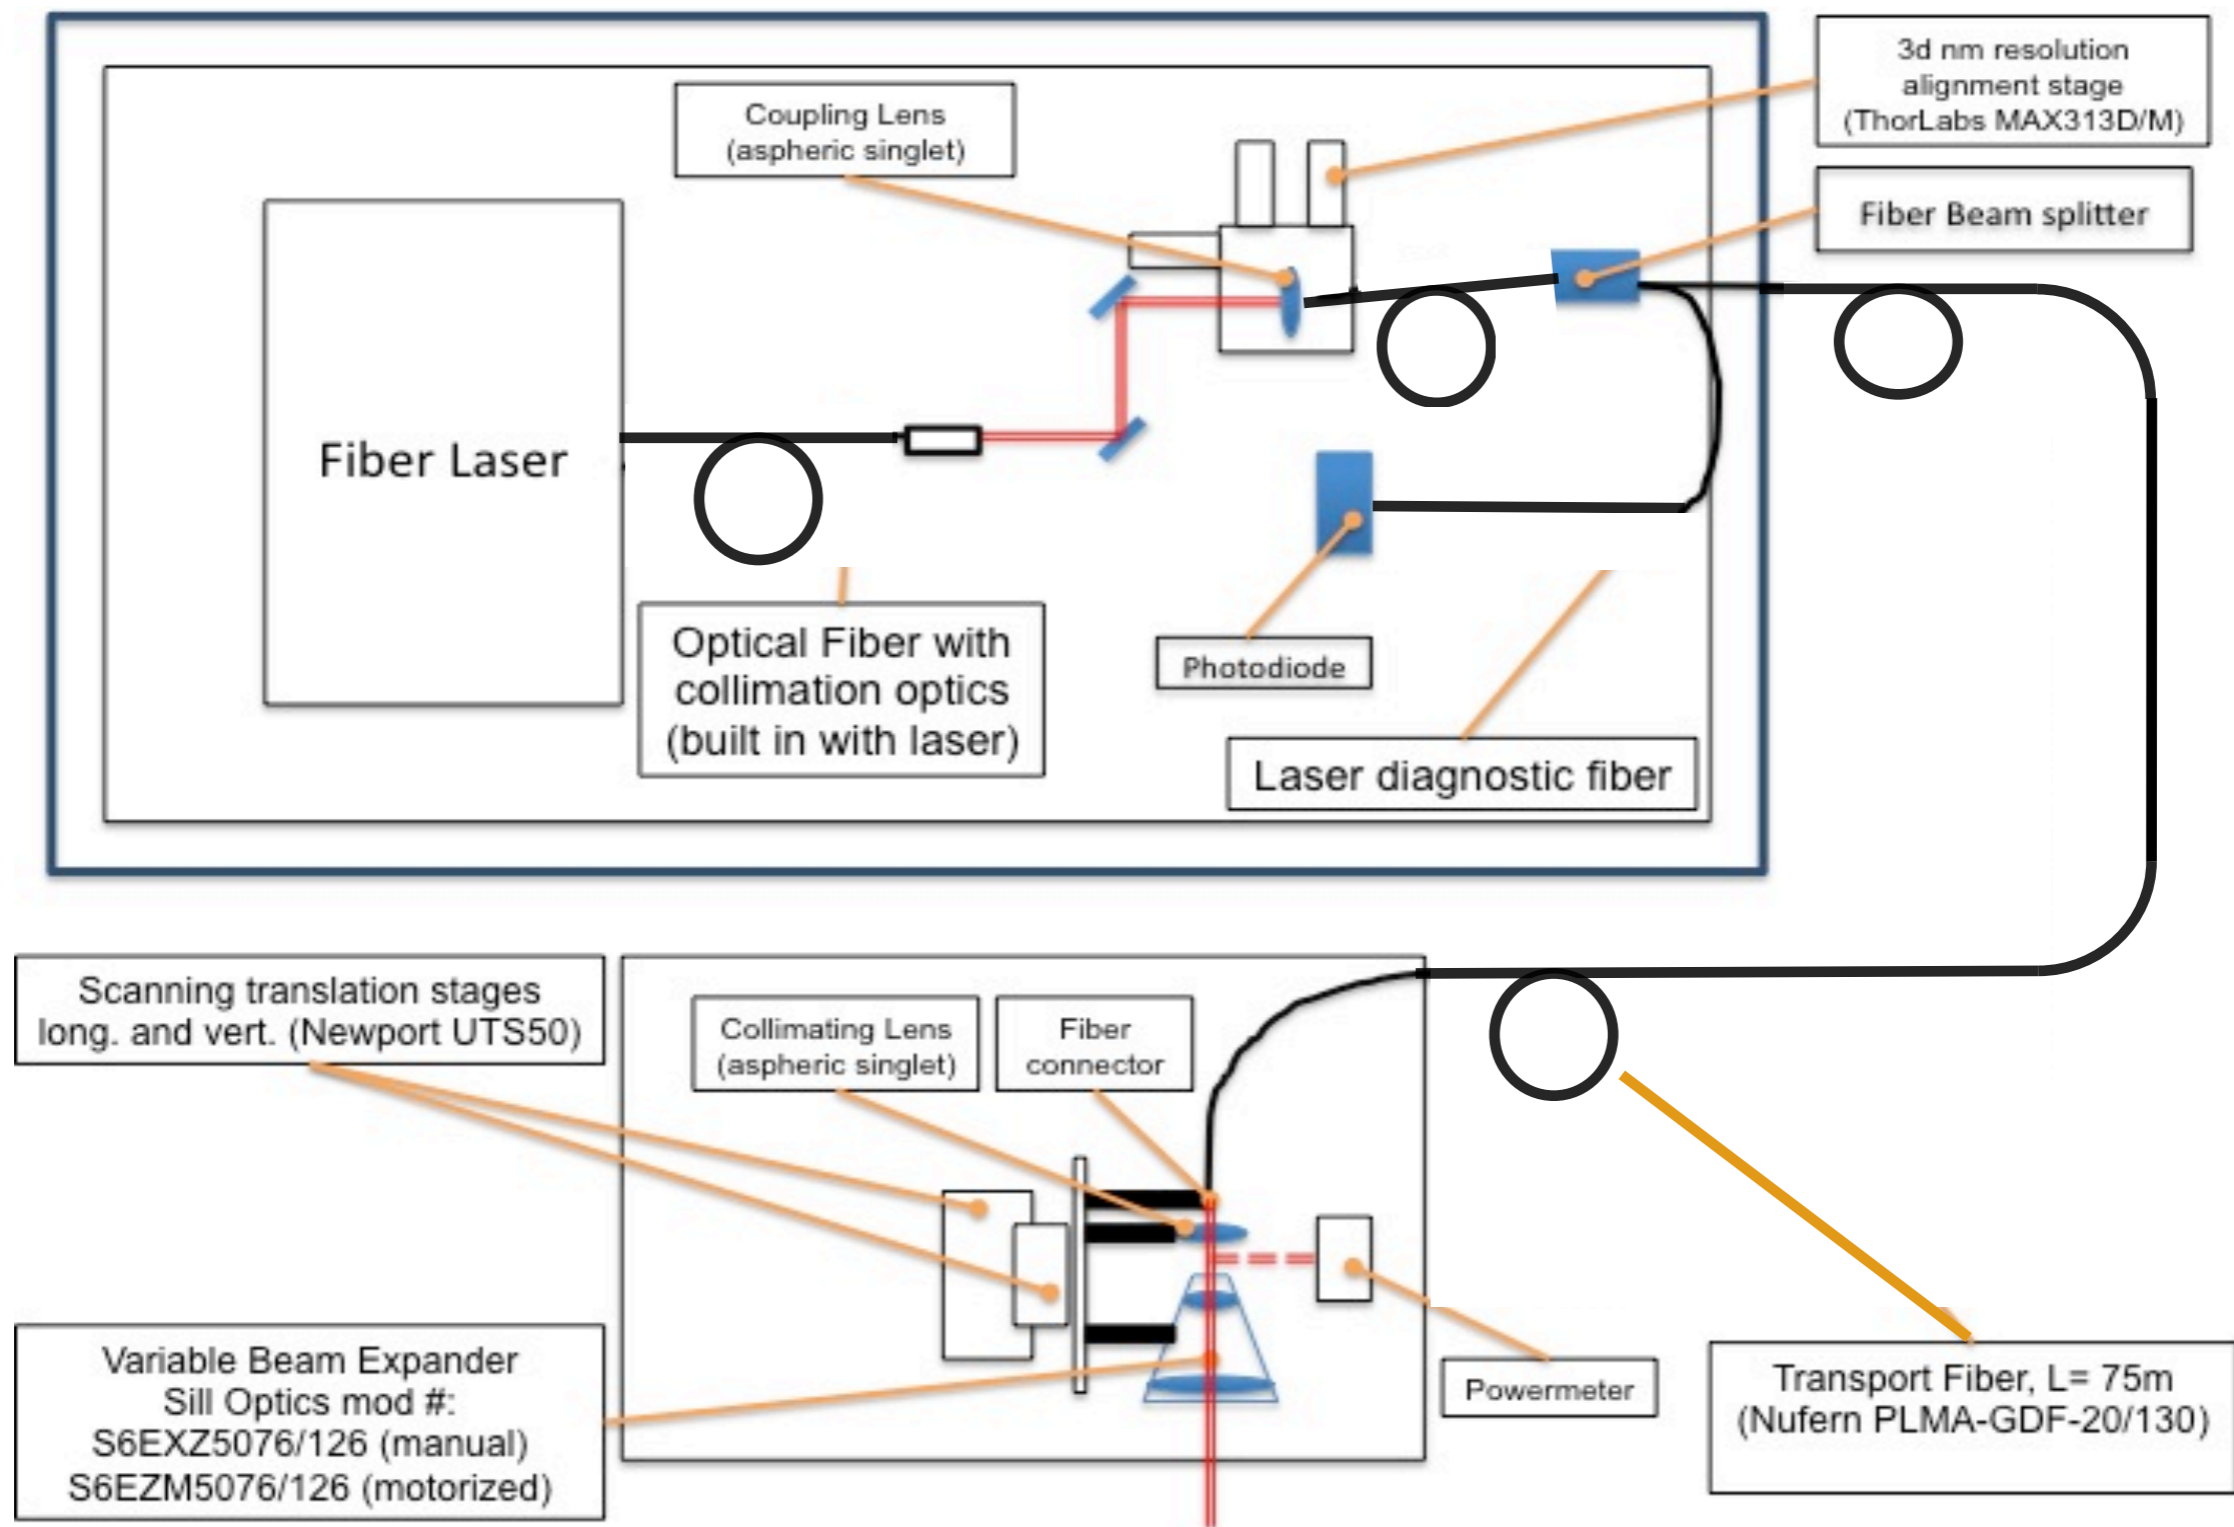 3d nm resolution
alignment stage
(ThorLabs MAX313D/M)
Coupling Lens
(aspheric singlet)
Fiber Beam splitter
Fiber Laser
Optical Fiber with
collimation optics
(built in with laser)
Photodiode
Laser diagnostic fiber
Scanning translation stages
long. and vert. (Newport UTS50)
Collimating Lens
(aspheric singlet)
Fiber
connector
Variable Beam Expander
Sill Optics mod #:
S6EXZ5076/126 (manual)
S6EZM5076/126 (motorized)
Powermeter
Transport Fiber, L= 75m
(Nufern PLMA-GDF-20/130)